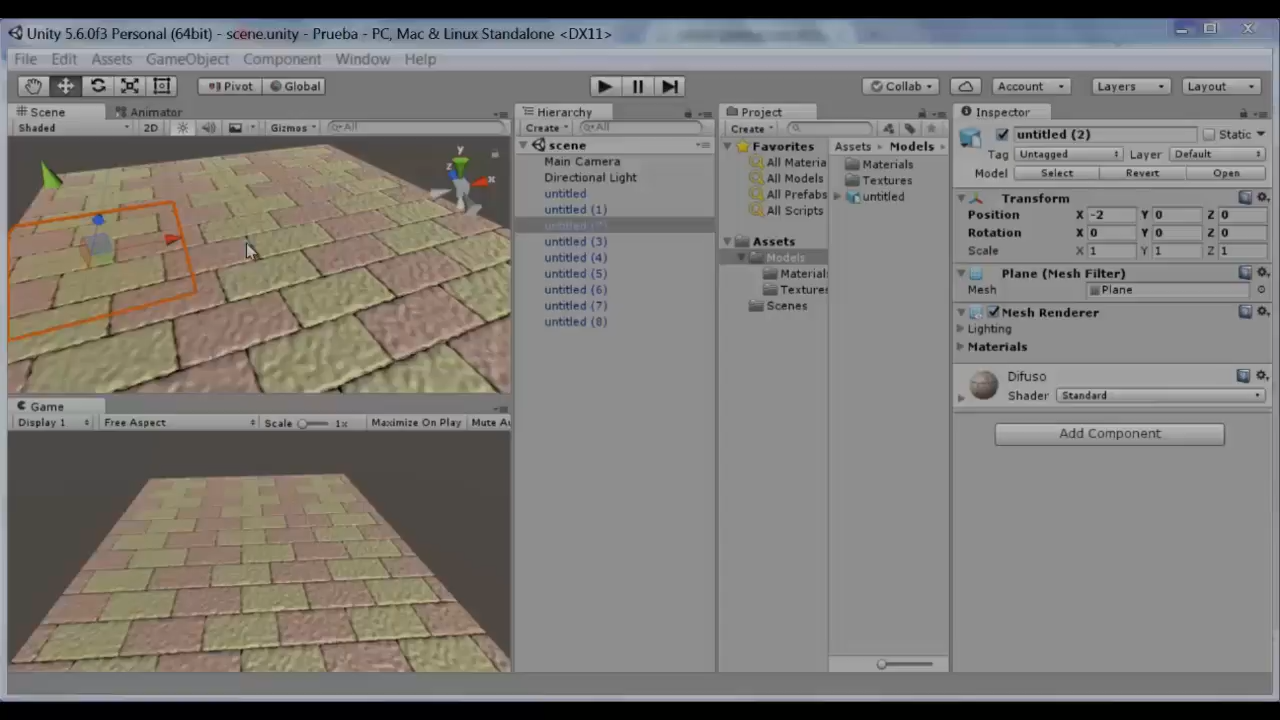 Unity 5.6.0f3 Personal (64bit) - scene.unity - Prueba - PC, Mac & Linux Standalone <DX11>
File Edit Assets GameObject Component Window Help
Pivot Global Collab Account Layers Layout
Scene Animator
Shaded 2D Gizmos All
y
z
x
Game
Display 1 Free Aspect Scale 1x Maximize On Play Mute Au
Hierarchy
Create All
scene
Main Camera
Directional Light
untitled
untitled (1)
untitled (3)
untitled (4)
untitled (5)
untitled (6)
untitled (7)
untitled (8)
Project
Create
Favorites
All Materia
All Models
All Prefabs
All Scripts
Assets
Models
Material
Texture
Scenes
Assets Models
Materials
Textures
untitled
Inspector
untitled (2) Static
Tag Untagged Layer Default
Model Select Revert Open
Transform
Position X -2 Y 0 Z 0
Rotation X 0 Y 0 Z 0
Scale X 1 Y 1 Z 1
Plane (Mesh Filter)
Mesh Plane
Mesh Renderer
Lighting
Materials
Difuso
Shader Standard
Add Component